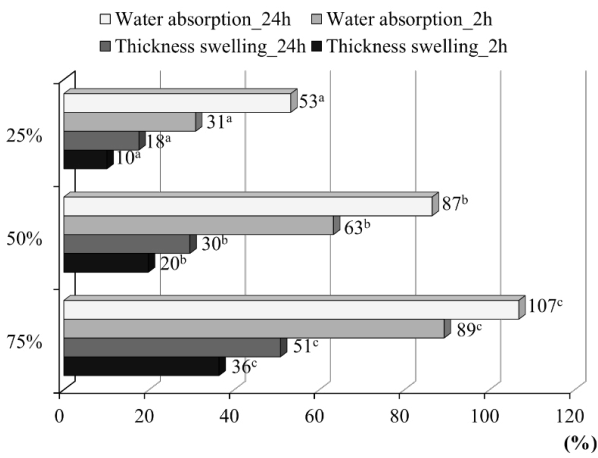 Water absorption_24h Water absorption_2h
Thickness swelling_24h Thickness swelling_2h
53ᵃ
25% 31ᵃ
18ᵃ
10ᵃ
87ᵇ
50% 63ᵇ
30ᵇ
20ᵇ
107ᶜ
75% 89ᶜ
51ᶜ
36ᶜ
0 20 40 60 80 100 120
(%)